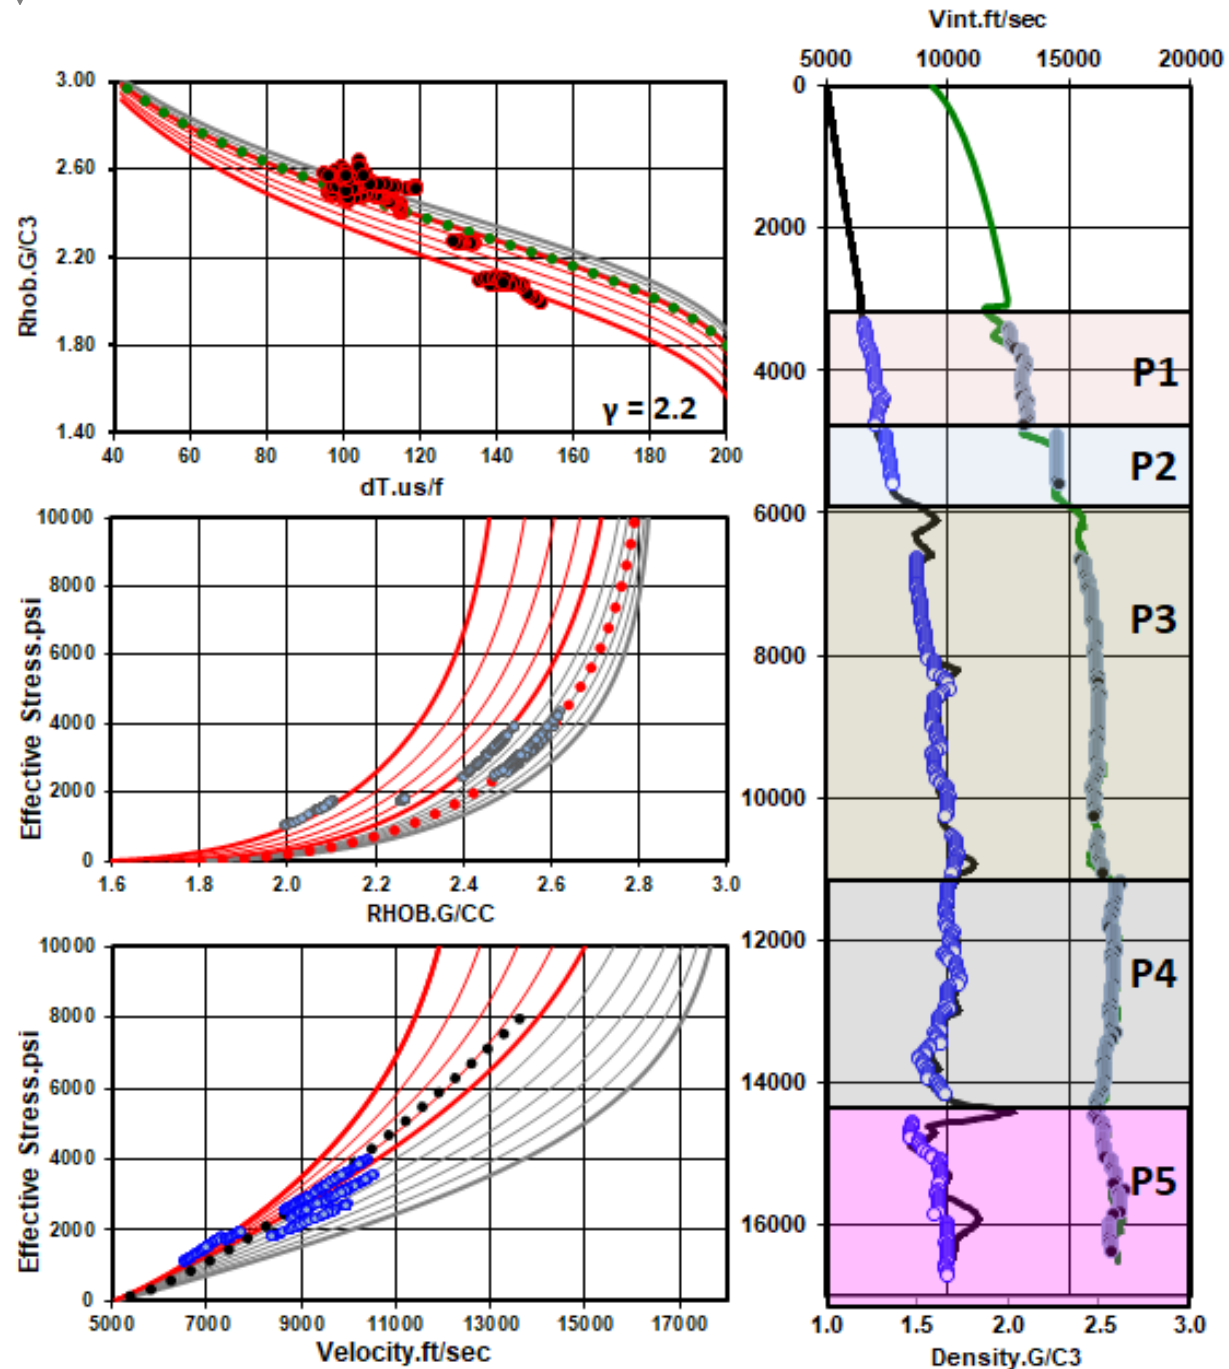 3.00
2.60
2.20
1.80
1.40
Rhob.G/C3
40 60 80 100 120 140 160 180 200
dT.us/f
γ = 2.2
10000
8000
6000
4000
2000
0
Effective Stress.psi
1.6 1.8 2.0 2.2 2.4 2.6 2.8 3.0
RHOB.G/CC
10000
8000
6000
4000
2000
0
Effective Stress.psi
5000 7000 9000 11000 13000 15000 17000
Velocity.ft/sec
Vint.ft/sec
5000 10000 15000 20000
0
2000
4000
6000
8000
10000
12000
14000
16000
P1
P2
P3
P4
P5
1.0 1.5 2.0 2.5 3.0
Density.G/C3